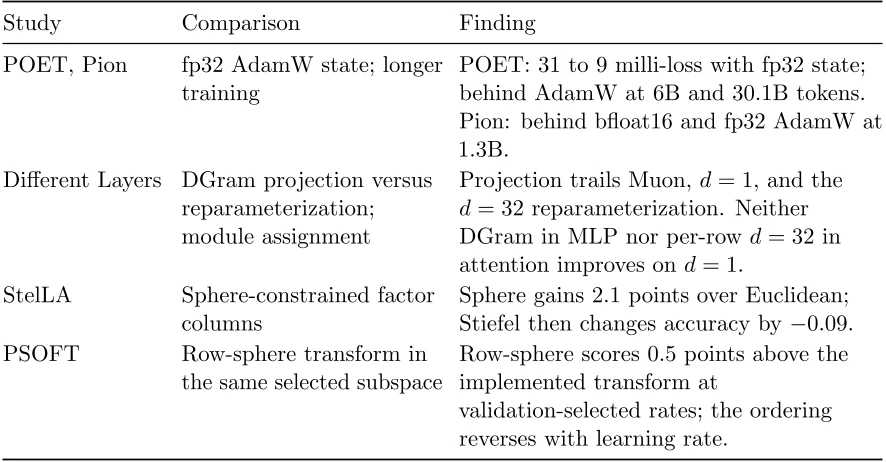 Study Comparison Finding
POET, Pion fp32 AdamW state; longer POET: 31 to 9 milli-loss with fp32 state;
training behind AdamW at 6B and 30.1B tokens.
Pion: behind bfloat16 and fp32 AdamW at
1.3B.
Different Layers DGram projection versus Projection trails Muon, d = 1, and the
reparameterization; d = 32 reparameterization. Neither
module assignment DGram in MLP nor per-row d = 32 in
attention improves on d = 1.
StelLA Sphere-constrained factor Sphere gains 2.1 points over Euclidean;
columns Stiefel then changes accuracy by −0.09.
PSOFT Row-sphere transform in Row-sphere scores 0.5 points above the
the same selected subspace implemented transform at
validation-selected rates; the ordering
reverses with learning rate.